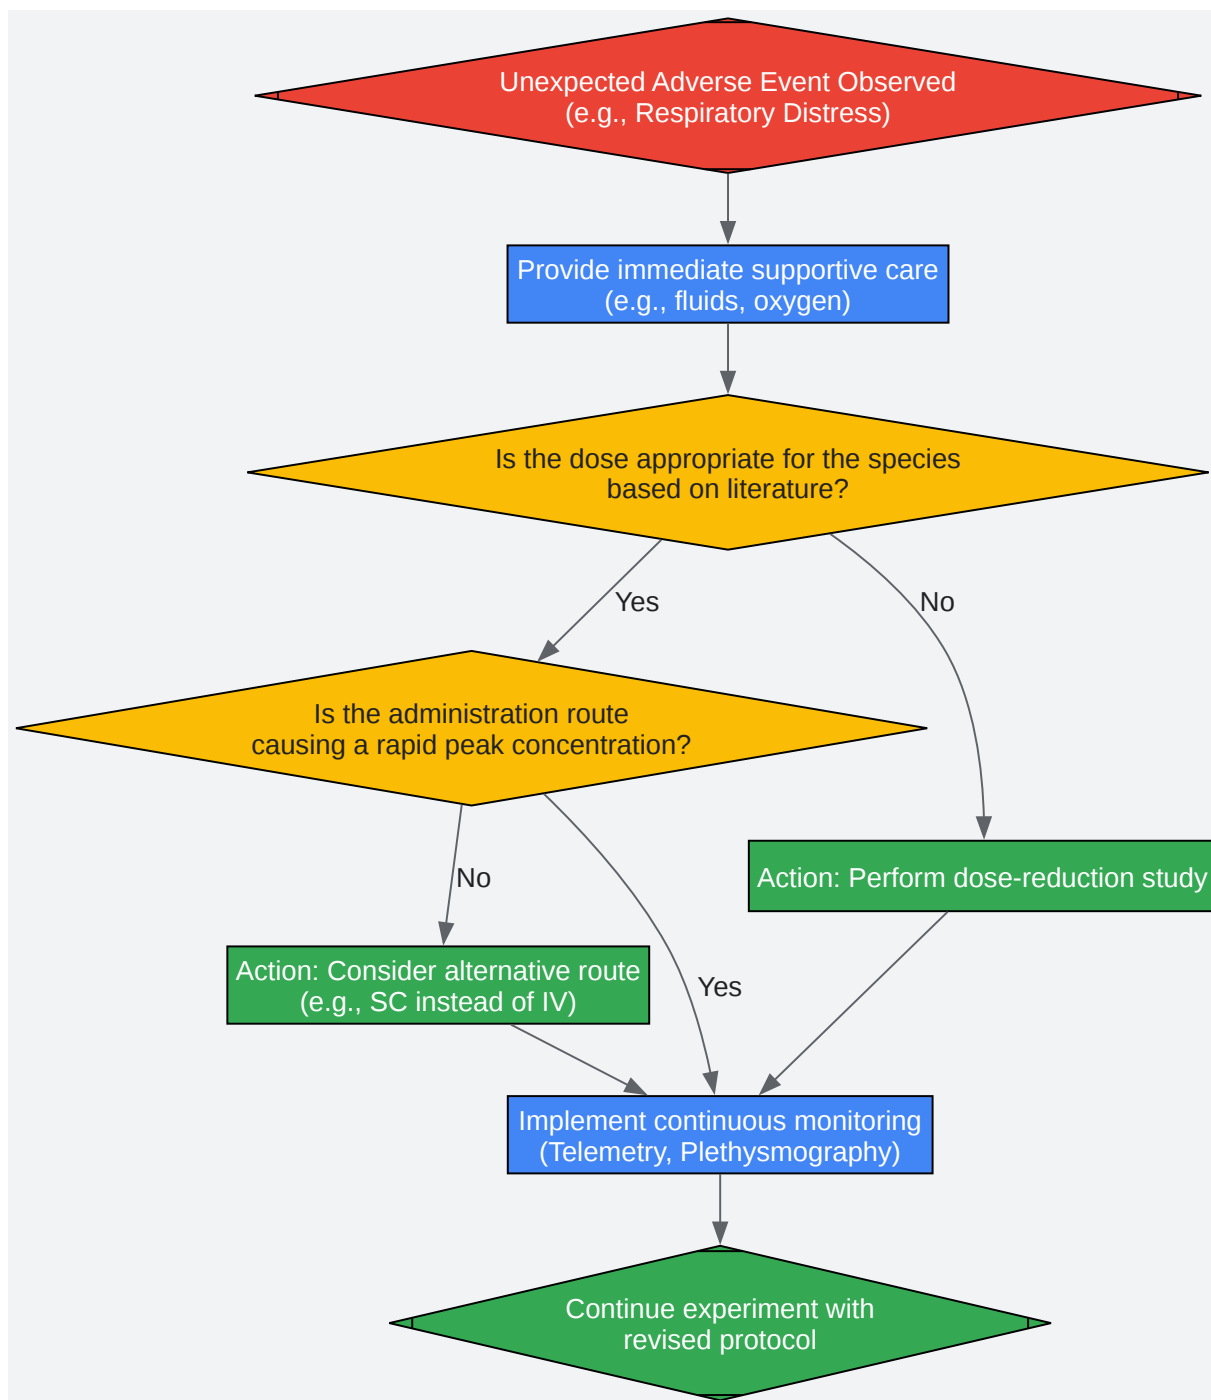 Unexpected Adverse Event Observed
(e.g., Respiratory Distress)
Provide immediate supportive care
(e.g., fluids, oxygen)
Is the dose appropriate for the species
based on literature?
Yes
No
Is the administration route
causing a rapid peak concentration?
Action: Perform dose-reduction study
No
Action: Consider alternative route
(e.g., SC instead of IV)
Yes
Implement continuous monitoring
(Telemetry, Plethysmography)
Continue experiment with
revised protocol